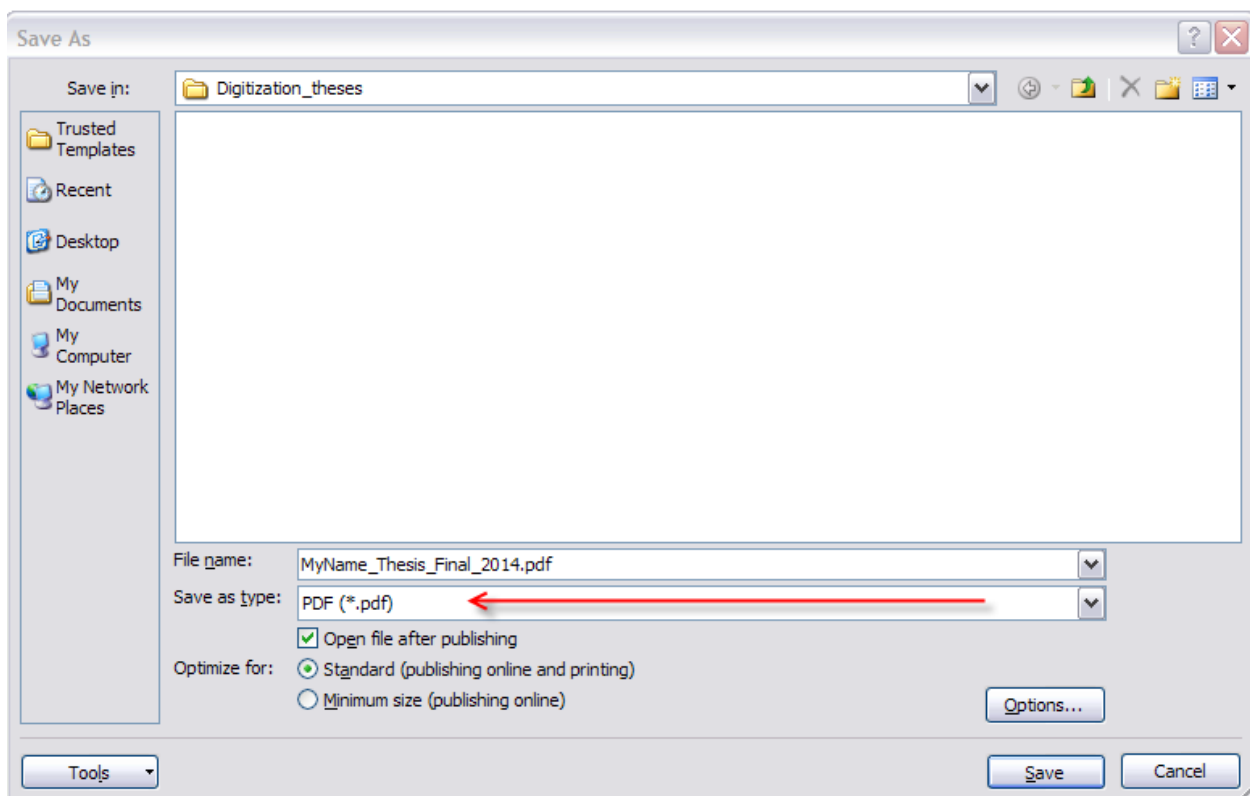 Save As
?
Save in:
Digitization_theses
Trusted
Templates
Recent
Desktop
My
Documents
My
Computer
My Network
Places
File name:
MyName_Thesis_Final_2014.pdf
Save as type:
PDF (*.pdf)
Open file after publishing
Optimize for:
Standard (publishing online and printing)
Minimum size (publishing online)
Options...
Tools
Save
Cancel